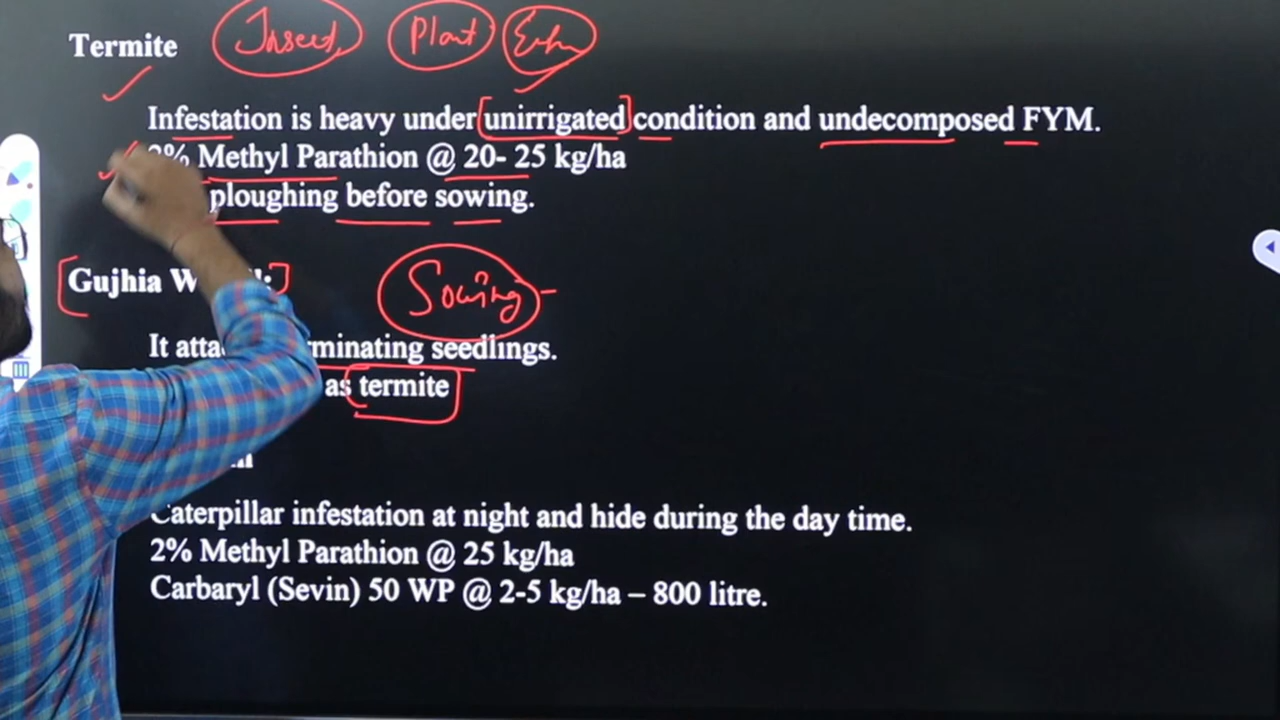 Termite Insect Plant
Infestation is heavy under unirrigated condition and undecomposed FYM.
2% Methyl Parathion @ 20- 25 kg/ha
ploughing before sowing.
Gujhia
Sowing
It seedlings.
as termite
Caterpillar infestation at night and hide during the day time.
2% Methyl Parathion @ 25 kg/ha
Carbaryl (Sevin) 50 WP @ 2-5 kg/ha – 800 litre.